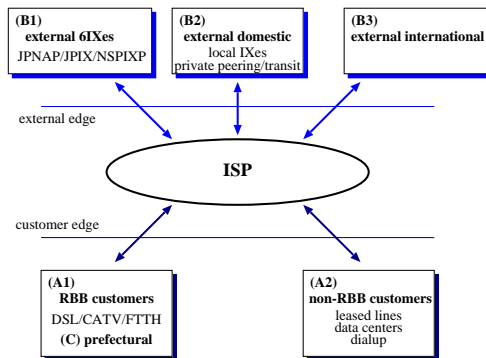 (B1)
external 6IXes
JPNAP/JPIX/NSPIXP
(B2)
external domestic
local IXes
private peering/transit
(B3)
external international
external edge
ISP
customer edge
(A1)
RBB customers
DSL/CATV/FTTH
(C) prefectural
(A2)
non-RBB customers
leased lines
data centers
dialup